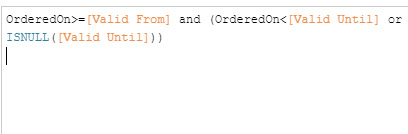 OrderedOn>=[Valid From] and (OrderedOn<[Valid Until] or
ISNULL([Valid Until]))